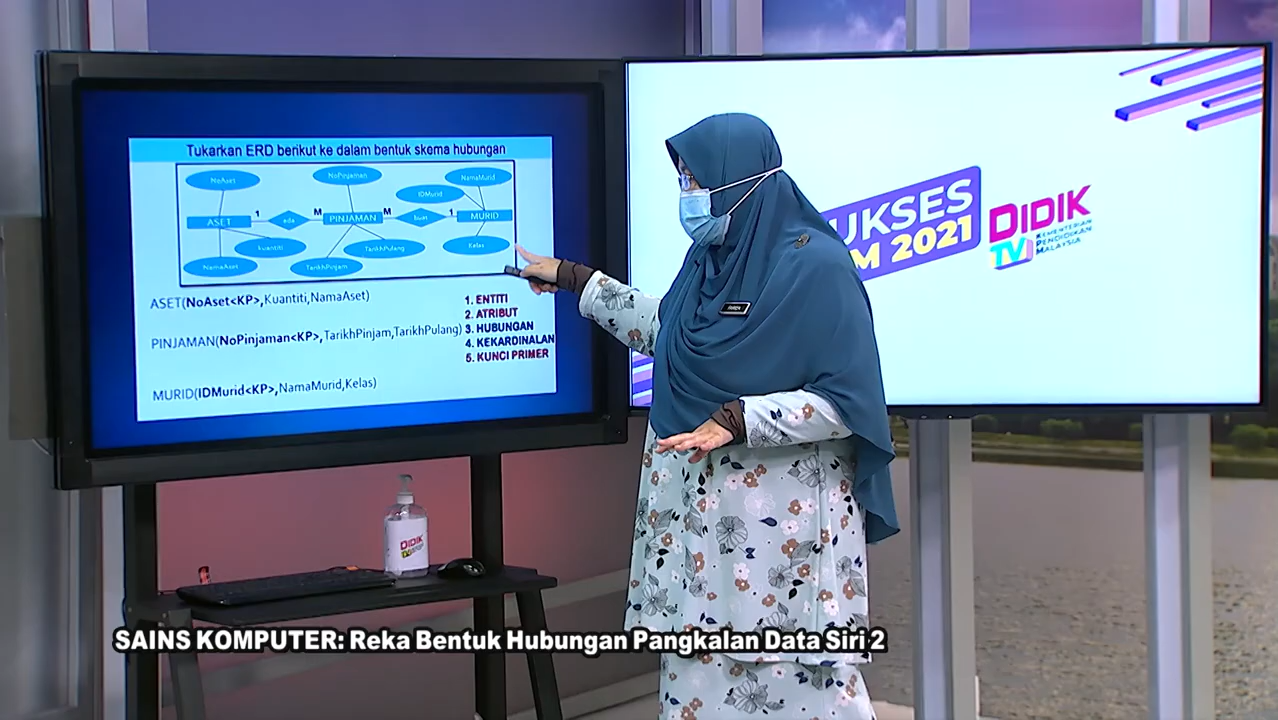 Tukarkan ERD berikut ke dalam bentuk skema hubungan
NoAset
NoPinjaman
NamaMurid
IDMurid
ASET
1
ada
M
PINJAMAN
M
buat
1
MURID
kuantiti
TarikhPulang
Kelas
NamaAset
TarikhPinjam
ASET(NoAset<KP>,Kuantiti,NamaAset)
PINJAMAN(NoPinjaman<KP>,TarikhPinjam,TarikhPulang)
MURID(IDMurid<KP>,NamaMurid,Kelas)
1. ENTITI
2. ATRIBUT
3. HUBUNGAN
4. KEKARDINALAN
5. KUNCI PRIMER
UKSES
M 2021
DIDIK
TV
KEMENTERIAN
PENDIDIKAN
MALAYSIA
DIDIK
SAINS KOMPUTER: Reka Bentuk Hubungan Pangkalan Data Siri 2